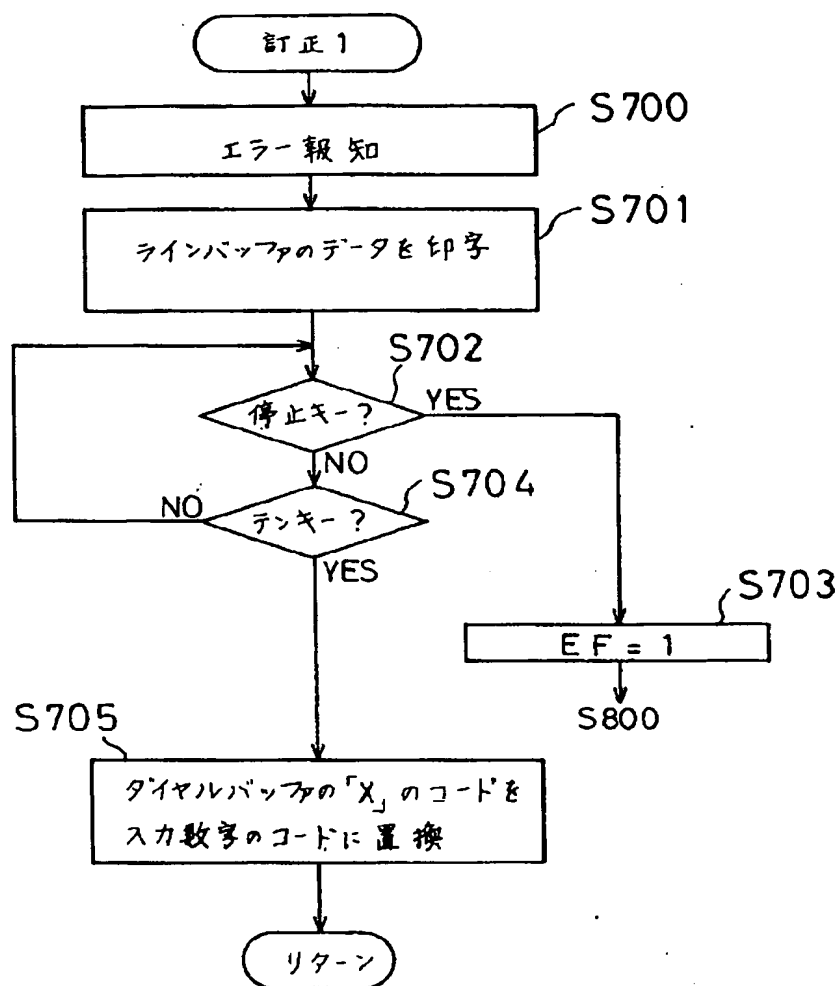 訂正1
S700
エラー報知
S701
ラインバッファのデータを印字
S702
停止キー?
YES
NO
S704
テンキー?
NO
YES
S703
EF=1
S800
S705
ダイヤルバッファの「X」のコードを
入力数字のコードに置換
リターン